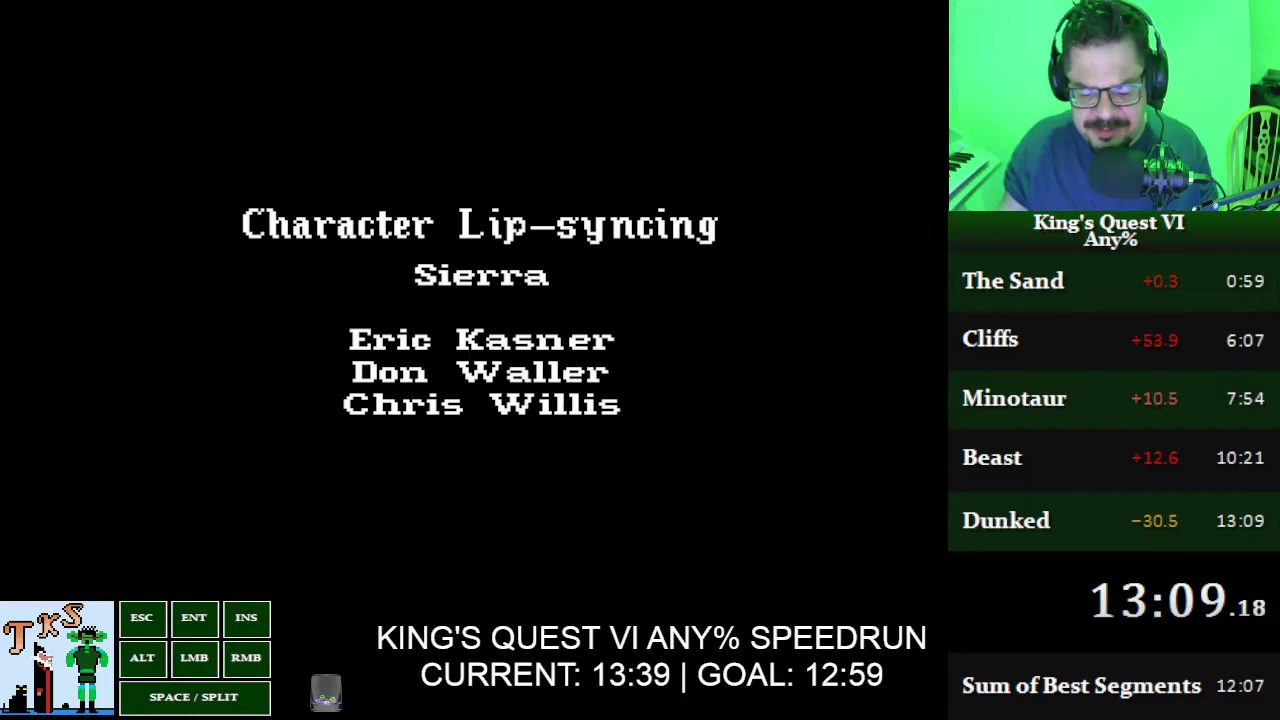 Character Lip-syncing
Sierra
Eric Kasner
Don Waller
Chris Willis
King's Quest VI
Any%
The Sand +0.3 0:59
Cliffs +53.9 6:07
Minotaur +10.5 7:54
Beast +12.6 10:21
Dunked −30.5 13:09
13:09.18
Sum of Best Segments 12:07
TKS
ESC ENT INS
ALT LMB RMB
SPACE / SPLIT
KING'S QUEST VI ANY% SPEEDRUN
CURRENT: 13:39 | GOAL: 12:59